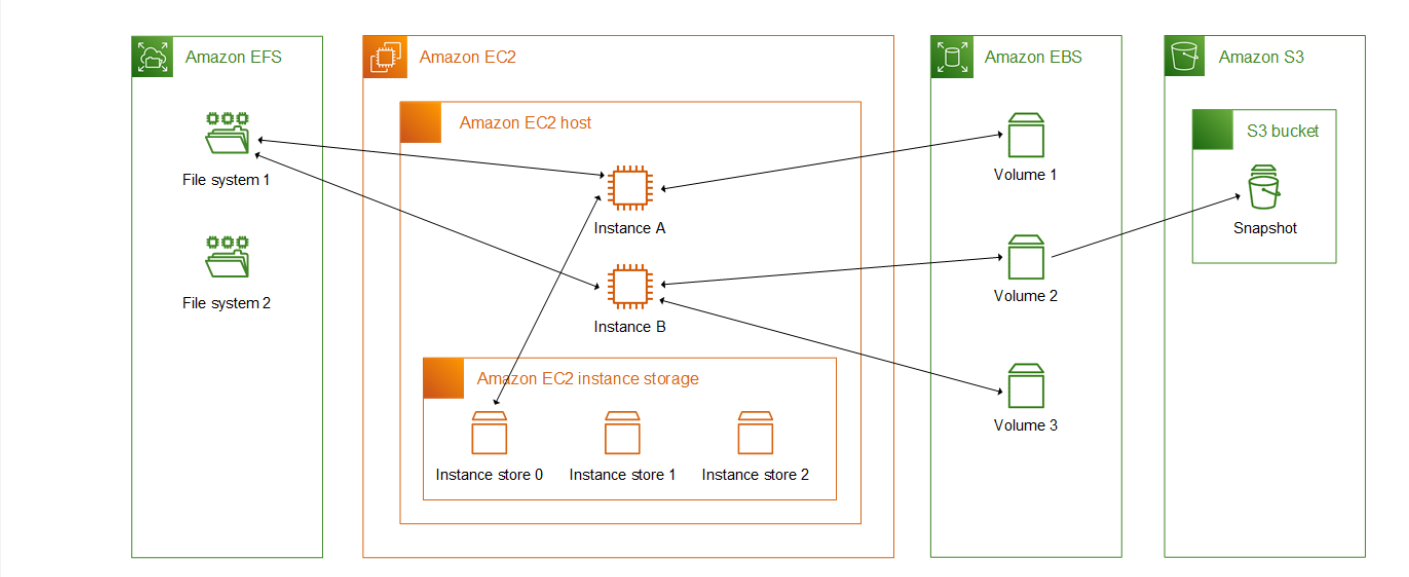 Amazon EFS
File system 1
File system 2
Amazon EC2
Amazon EC2 host
Instance A
Instance B
Amazon EC2 instance storage
Instance store 0
Instance store 1
Instance store 2
Amazon EBS
Volume 1
Volume 2
Volume 3
Amazon S3
S3 bucket
Snapshot